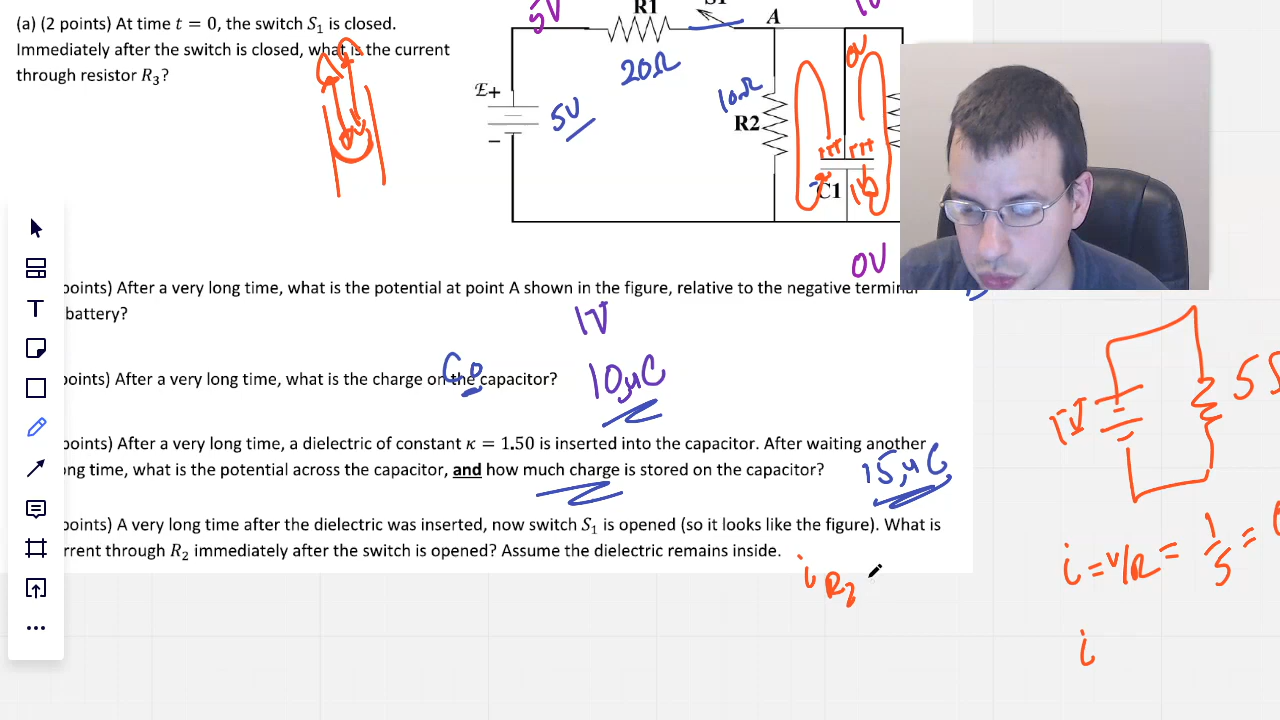 (a) (2 points) At time t = 0, the switch S₁ is closed.
Immediately after the switch is closed, what is the current
through resistor R₃?
5V
R1
20Ω
A
ℰ+
−
5V
10Ω
R2
0V
C1
1V
0V
points) After a very long time, what is the potential at point A shown in the figure, relative to the negative terminal
battery?
1V
points) After a very long time, what is the charge on the capacitor?
10μC
points) After a very long time, a dielectric of constant κ = 1.50 is inserted into the capacitor. After waiting another
ng time, what is the potential across the capacitor, and how much charge is stored on the capacitor?
15μC
points) A very long time after the dielectric was inserted, now switch S₁ is opened (so it looks like the figure). What is
rrent through R₂ immediately after the switch is opened? Assume the dielectric remains inside.
i R₂
1V
5Ω
i = V/R = 1/5 =
i
T